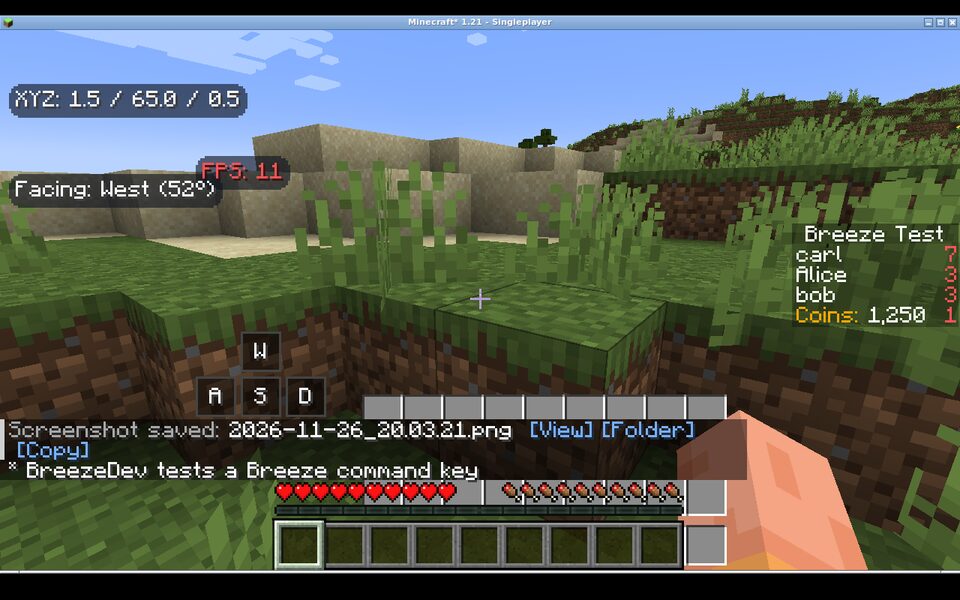 Minecraft* 1.21 - Singleplayer
XYZ: 1.5 / 65.0 / 0.5
FPS: 11
Facing: West (52°)
Breeze Test
carl 7
Alice 3
bob 3
Coins: 1,250 1
W
A S D
Screenshot saved: 2026-11-26_20.03.21.png [View] [Folder]
[Copy]
* BreezeDev tests a Breeze command key